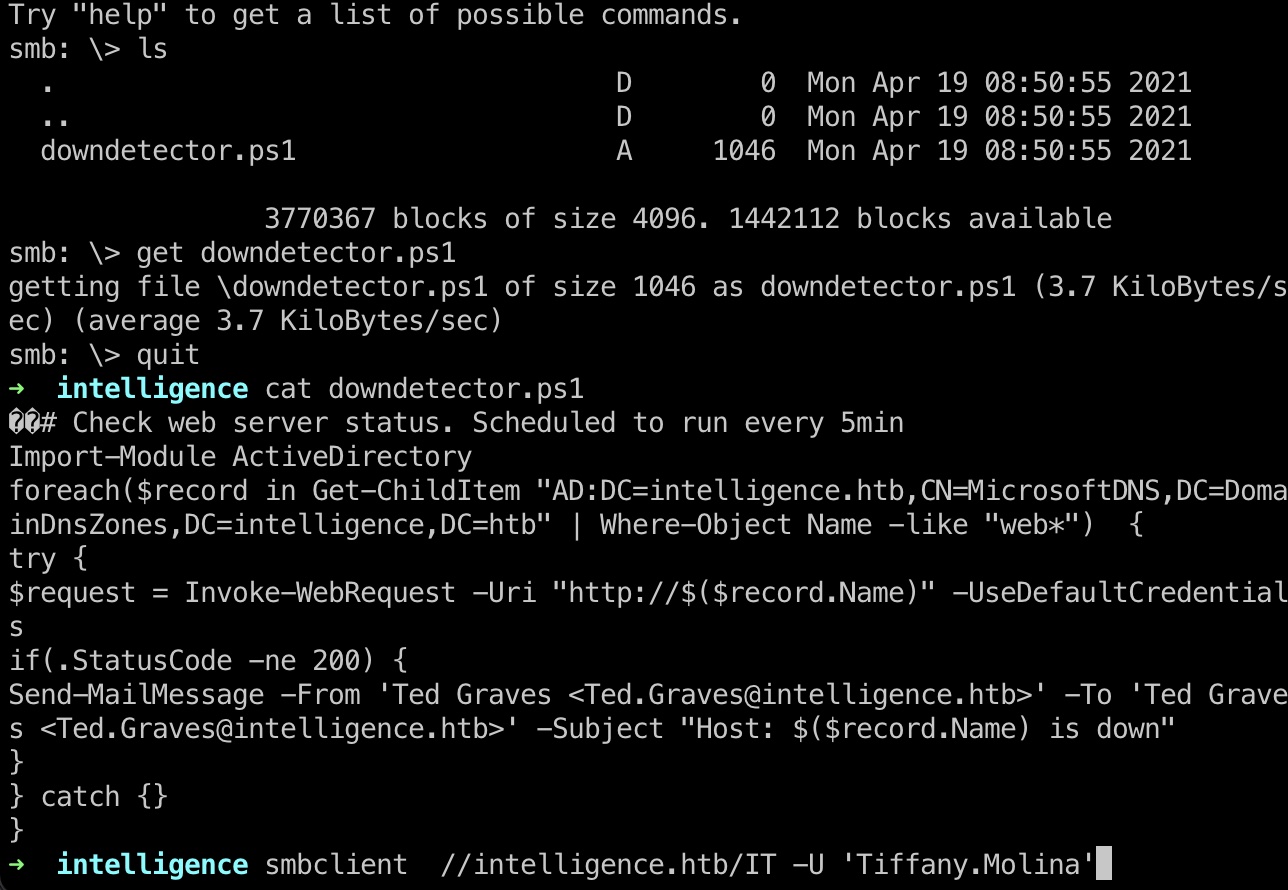 Try "help" to get a list of possible commands.
smb: \> ls
  .                                   D        0  Mon Apr 19 08:50:55 2021
  ..                                  D        0  Mon Apr 19 08:50:55 2021
  downdetector.ps1                    A     1046  Mon Apr 19 08:50:55 2021
                3770367 blocks of size 4096. 1442112 blocks available
smb: \> get downdetector.ps1
getting file \downdetector.ps1 of size 1046 as downdetector.ps1 (3.7 KiloBytes/s
ec) (average 3.7 KiloBytes/sec)
smb: \> quit
→  intelligence cat downdetector.ps1
��# Check web server status. Scheduled to run every 5min
Import-Module ActiveDirectory
foreach($record in Get-ChildItem "AD:DC=intelligence.htb,CN=MicrosoftDNS,DC=Doma
inDnsZones,DC=intelligence,DC=htb" | Where-Object Name -like "web*")  {
try {
$request = Invoke-WebRequest -Uri "http://$($record.Name)" -UseDefaultCredential
s
if(.StatusCode -ne 200) {
Send-MailMessage -From 'Ted Graves <Ted.Graves@intelligence.htb>' -To 'Ted Grave
s <Ted.Graves@intelligence.htb>' -Subject "Host: $($record.Name) is down"
}
} catch {}
}
→  intelligence smbclient  //intelligence.htb/IT -U 'Tiffany.Molina'